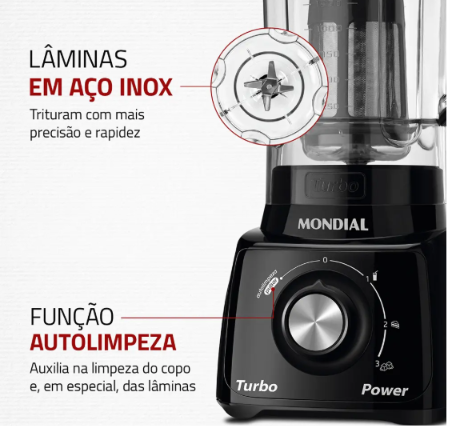 LÂMINAS
EM AÇO INOX
Trituram com mais
precisão e rapidez
Turbo
MONDIAL
0
autolimpeza
1
2
3
FUNÇÃO
AUTOLIMPEZA
Auxilia na limpeza do copo
e, em especial, das lâminas
Turbo
Power